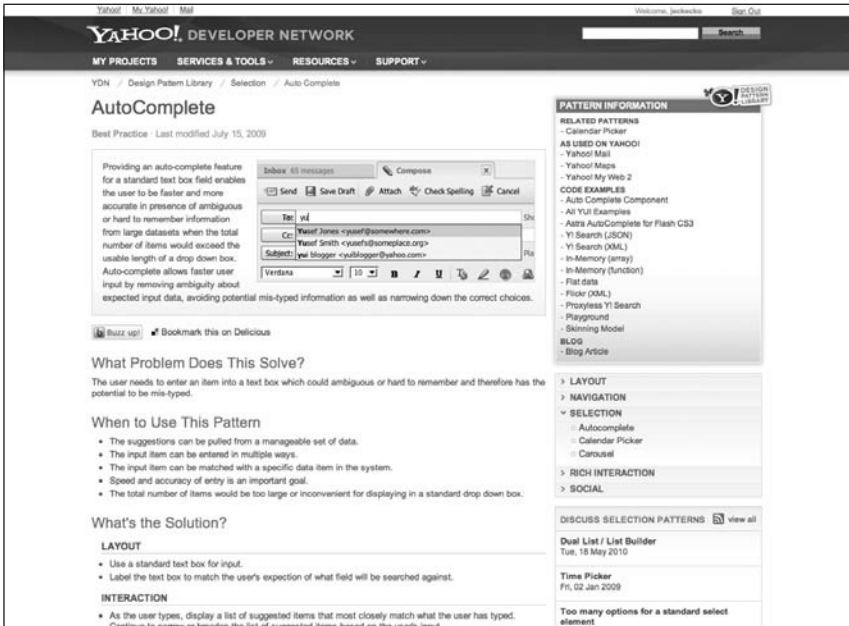 Yahoo! My Yahoo! Mail
Welcome, jeckecko Sign Out
YAHOO! DEVELOPER NETWORK
Search
MY PROJECTS SERVICES & TOOLS RESOURCES SUPPORT
YDN / Design Pattern Library / Selection / Auto Complete
AutoComplete
Best Practice · Last modified July 15, 2009
Providing an auto-complete feature
for a standard text box field enables
the user to be faster and more
accurate in presence of ambiguous
or hard to remember information
from large datasets when the total
number of items would exceed the
usable length of a drop down box.
Auto-complete allows faster user
input by removing ambiguity about
expected input data, avoiding potential mis-typed information as well as narrowing down the correct choices.
Inbox 65 messages
Compose
X
Send Save Draft Attach Check Spelling Cancel
To: yu
Cc:
Subject:
Yusef Jones <yusef@somewhere.com>
Yusef Smith <yusefs@someplace.org>
yui blogger <yuiblogger@yahoo.com>
Sho
Pla
Verdana 10 B I U
Buzz up! Bookmark this on Delicious
What Problem Does This Solve?
The user needs to enter an item into a text box which could ambiguous or hard to remember and therefore has the
potential to be mis-typed.
When to Use This Pattern
• The suggestions can be pulled from a manageable set of data.
• The input item can be entered in multiple ways.
• The input item can be matched with a specific data item in the system.
• Speed and accuracy of entry is an important goal.
• The total number of items would be too large or inconvenient for displaying in a standard drop down box.
What's the Solution?
LAYOUT
• Use a standard text box for input.
• Label the text box to match the user's expection of what field will be searched against.
INTERACTION
• As the user types, display a list of suggested items that most closely match what the user has typed.
Continue to narrow or broaden the list of suggested items based on the user's input.
Y! DESIGN
PATTERN
LIBRARY
PATTERN INFORMATION
RELATED PATTERNS
- Calendar Picker
AS USED ON YAHOO!
- Yahoo! Mail
- Yahoo! Maps
- Yahoo! My Web 2
CODE EXAMPLES
- Auto Complete Component
- All YUI Examples
- Astra AutoComplete for Flash CS3
- Y! Search (JSON)
- Y! Search (XML)
- In-Memory (array)
- In-Memory (function)
- Flat data
- Flickr (XML)
- Proxyless Y! Search
- Playground
- Skinning Model
BLOG
- Blog Article
> LAYOUT
> NAVIGATION
SELECTION
Autocomplete
Calendar Picker
Carousel
> RICH INTERACTION
> SOCIAL
DISCUSS SELECTION PATTERNS view all
Dual List / List Builder
Tue, 18 May 2010
Time Picker
Fri, 02 Jan 2009
Too many options for a standard select
element